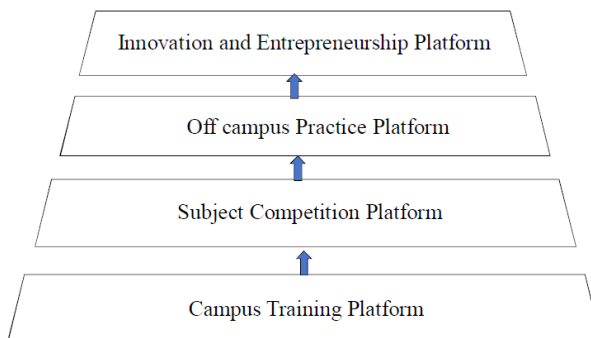 Innovation and Entrepreneurship Platform
Off campus Practice Platform
Subject Competition Platform
Campus Training Platform